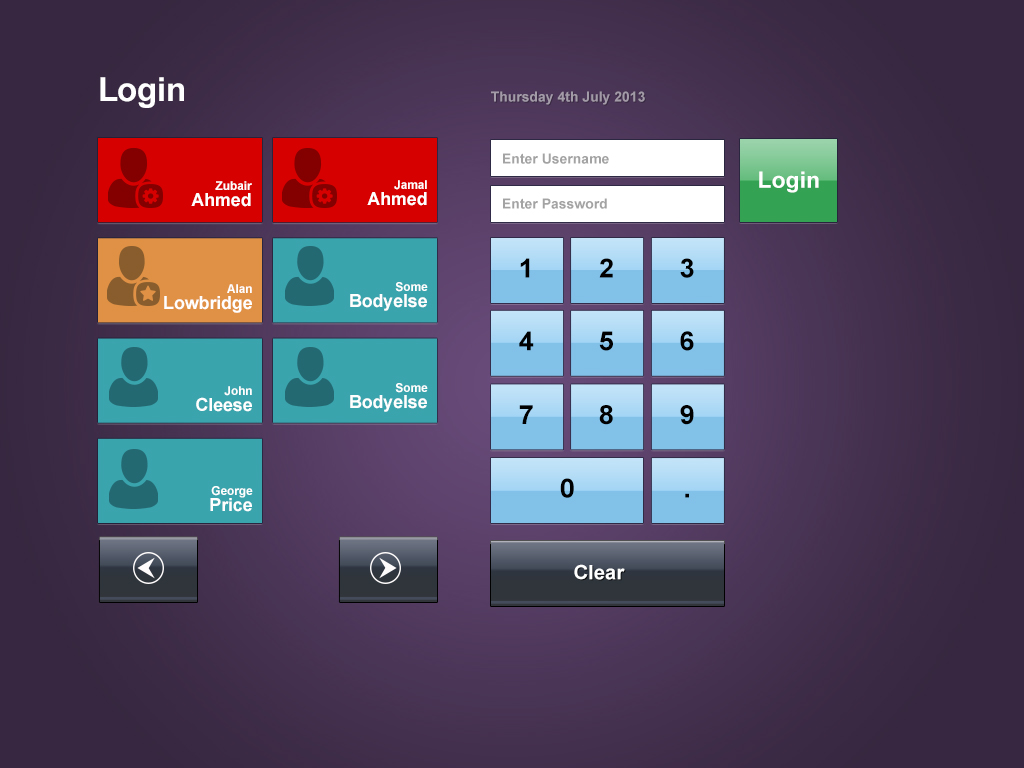 Login
Thursday 4th July 2013
Zubair
Ahmed
Jamal
Ahmed
Alan
Lowbridge
Some
Bodyelse
John
Cleese
Some
Bodyelse
George
Price
Enter Username
Enter Password
Login
1 2 3
4 5 6
7 8 9
0 .
Clear